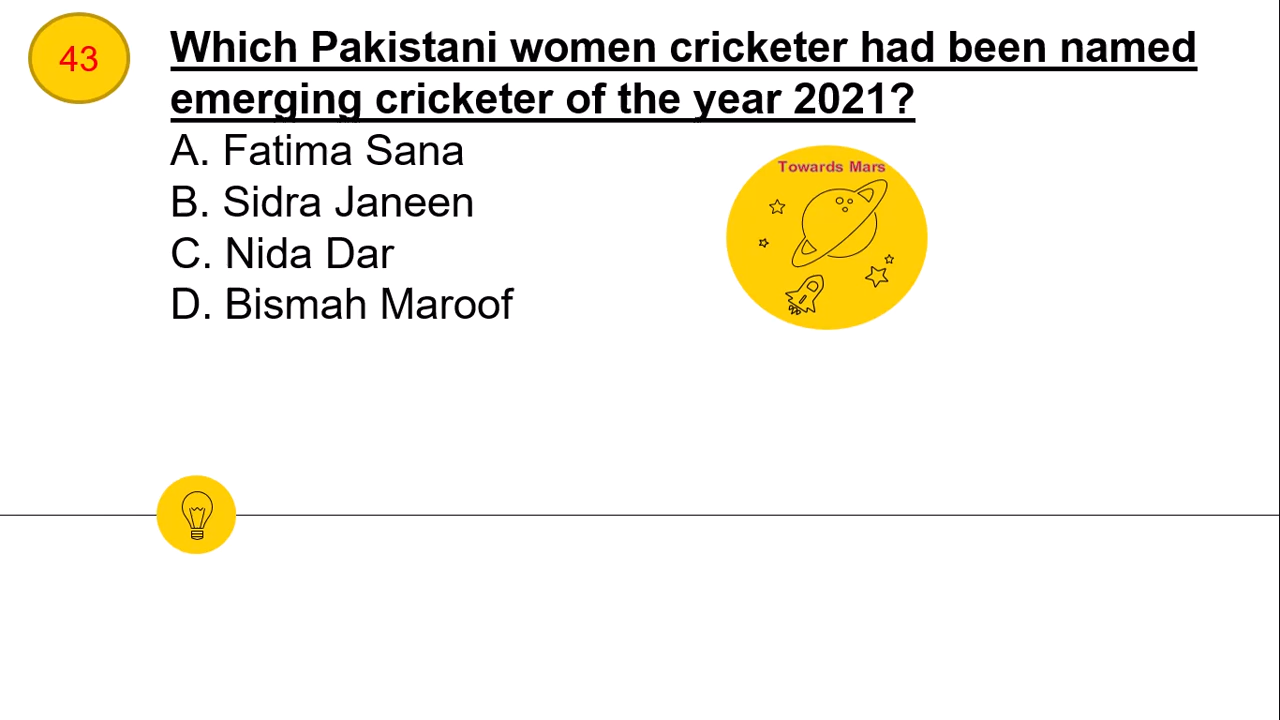 43
Which Pakistani women cricketer had been named
emerging cricketer of the year 2021?
A. Fatima Sana
B. Sidra Janeen
C. Nida Dar
D. Bismah Maroof
Towards Mars